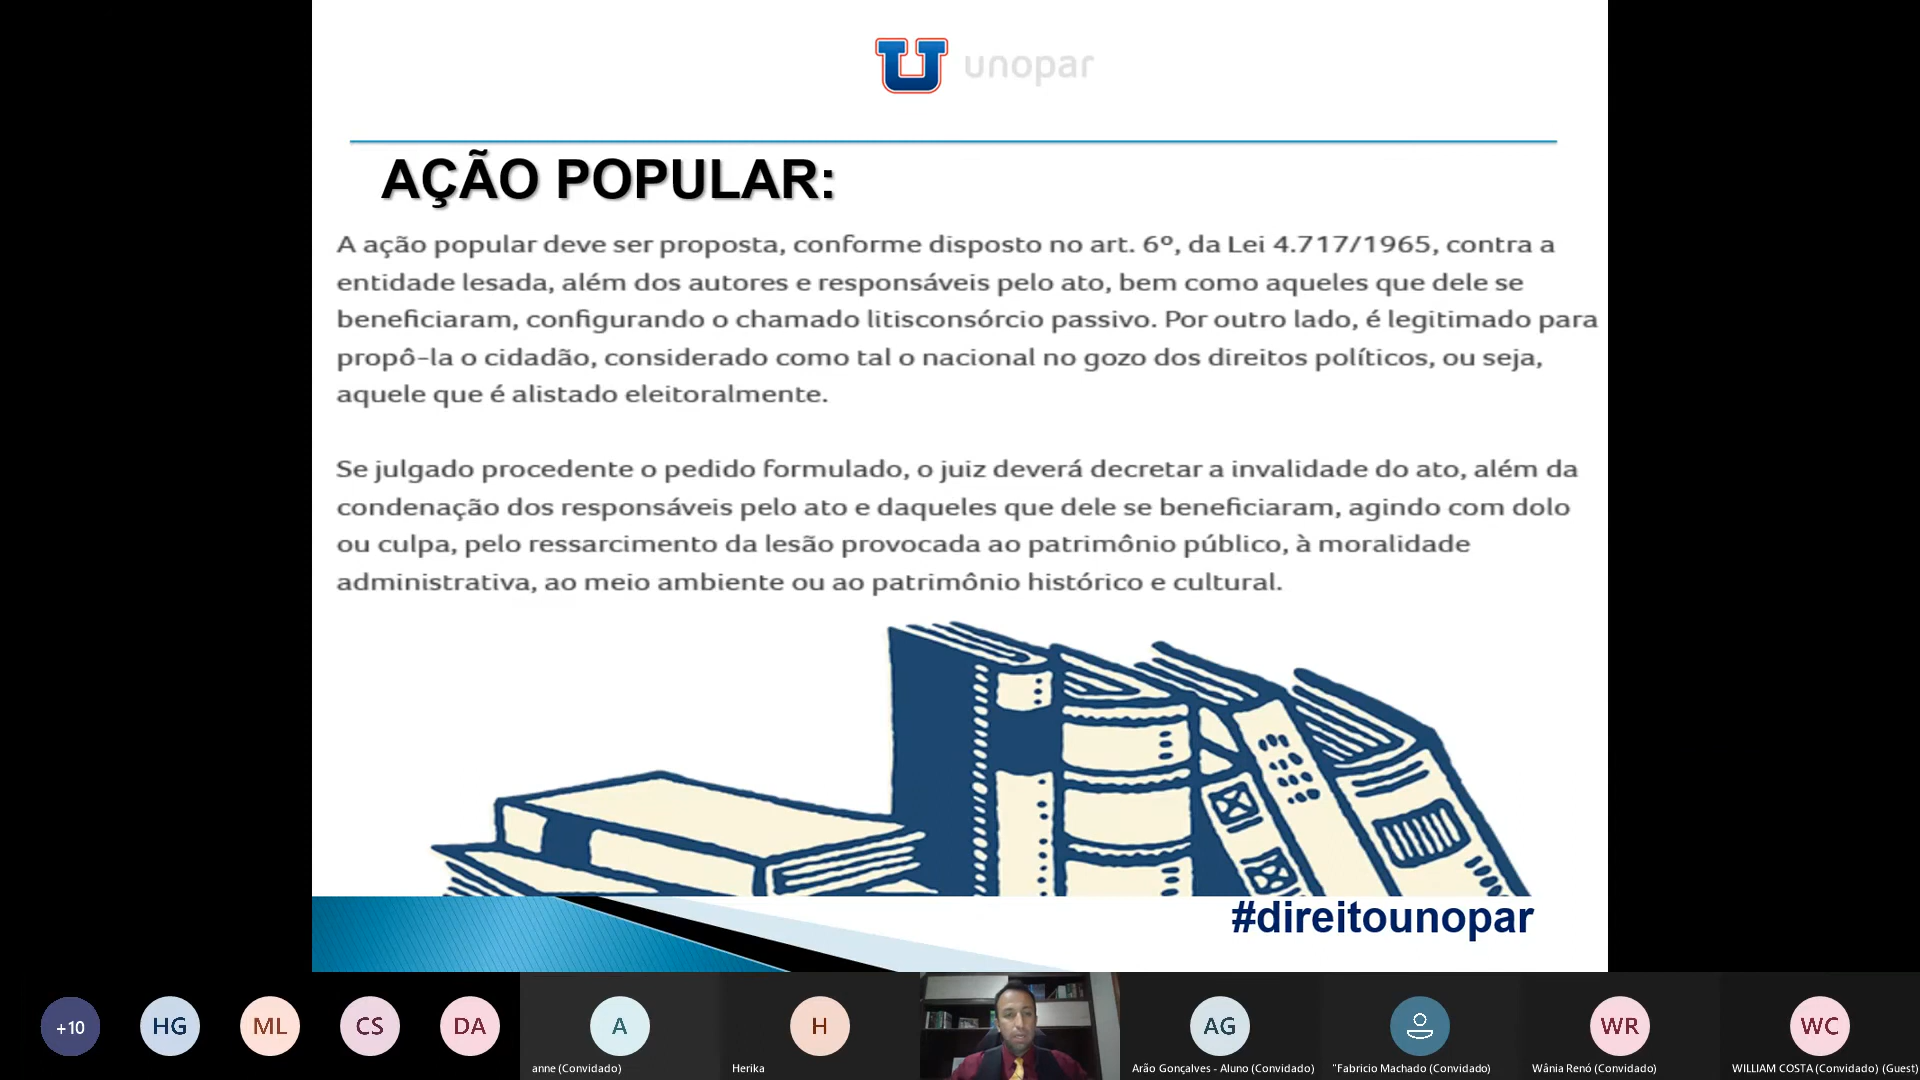 unopar
AÇÃO POPULAR:
A ação popular deve ser proposta, conforme disposto no art. 6º, da Lei 4.717/1965, contra a
entidade lesada, além dos autores e responsáveis pelo ato, bem como aqueles que dele se
beneficiaram, configurando o chamado litisconsórcio passivo. Por outro lado, é legitimado para
propô-la o cidadão, considerado como tal o nacional no gozo dos direitos políticos, ou seja,
aquele que é alistado eleitoralmente.
Se julgado procedente o pedido formulado, o juiz deverá decretar a invalidade do ato, além da
condenação dos responsáveis pelo ato e daqueles que dele se beneficiaram, agindo com dolo
ou culpa, pelo ressarcimento da lesão provocada ao patrimônio público, à moralidade
administrativa, ao meio ambiente ou ao patrimônio histórico e cultural.
#direitounopar
+10 HG ML CS DA A H AG WR WC
anne (Convidado) Herika Arão Gonçalves - Aluno (Convidado) "Fabricio Machado (Convidado) Wânia Renó (Convidado) WILLIAM COSTA (Convidado) (Guest)